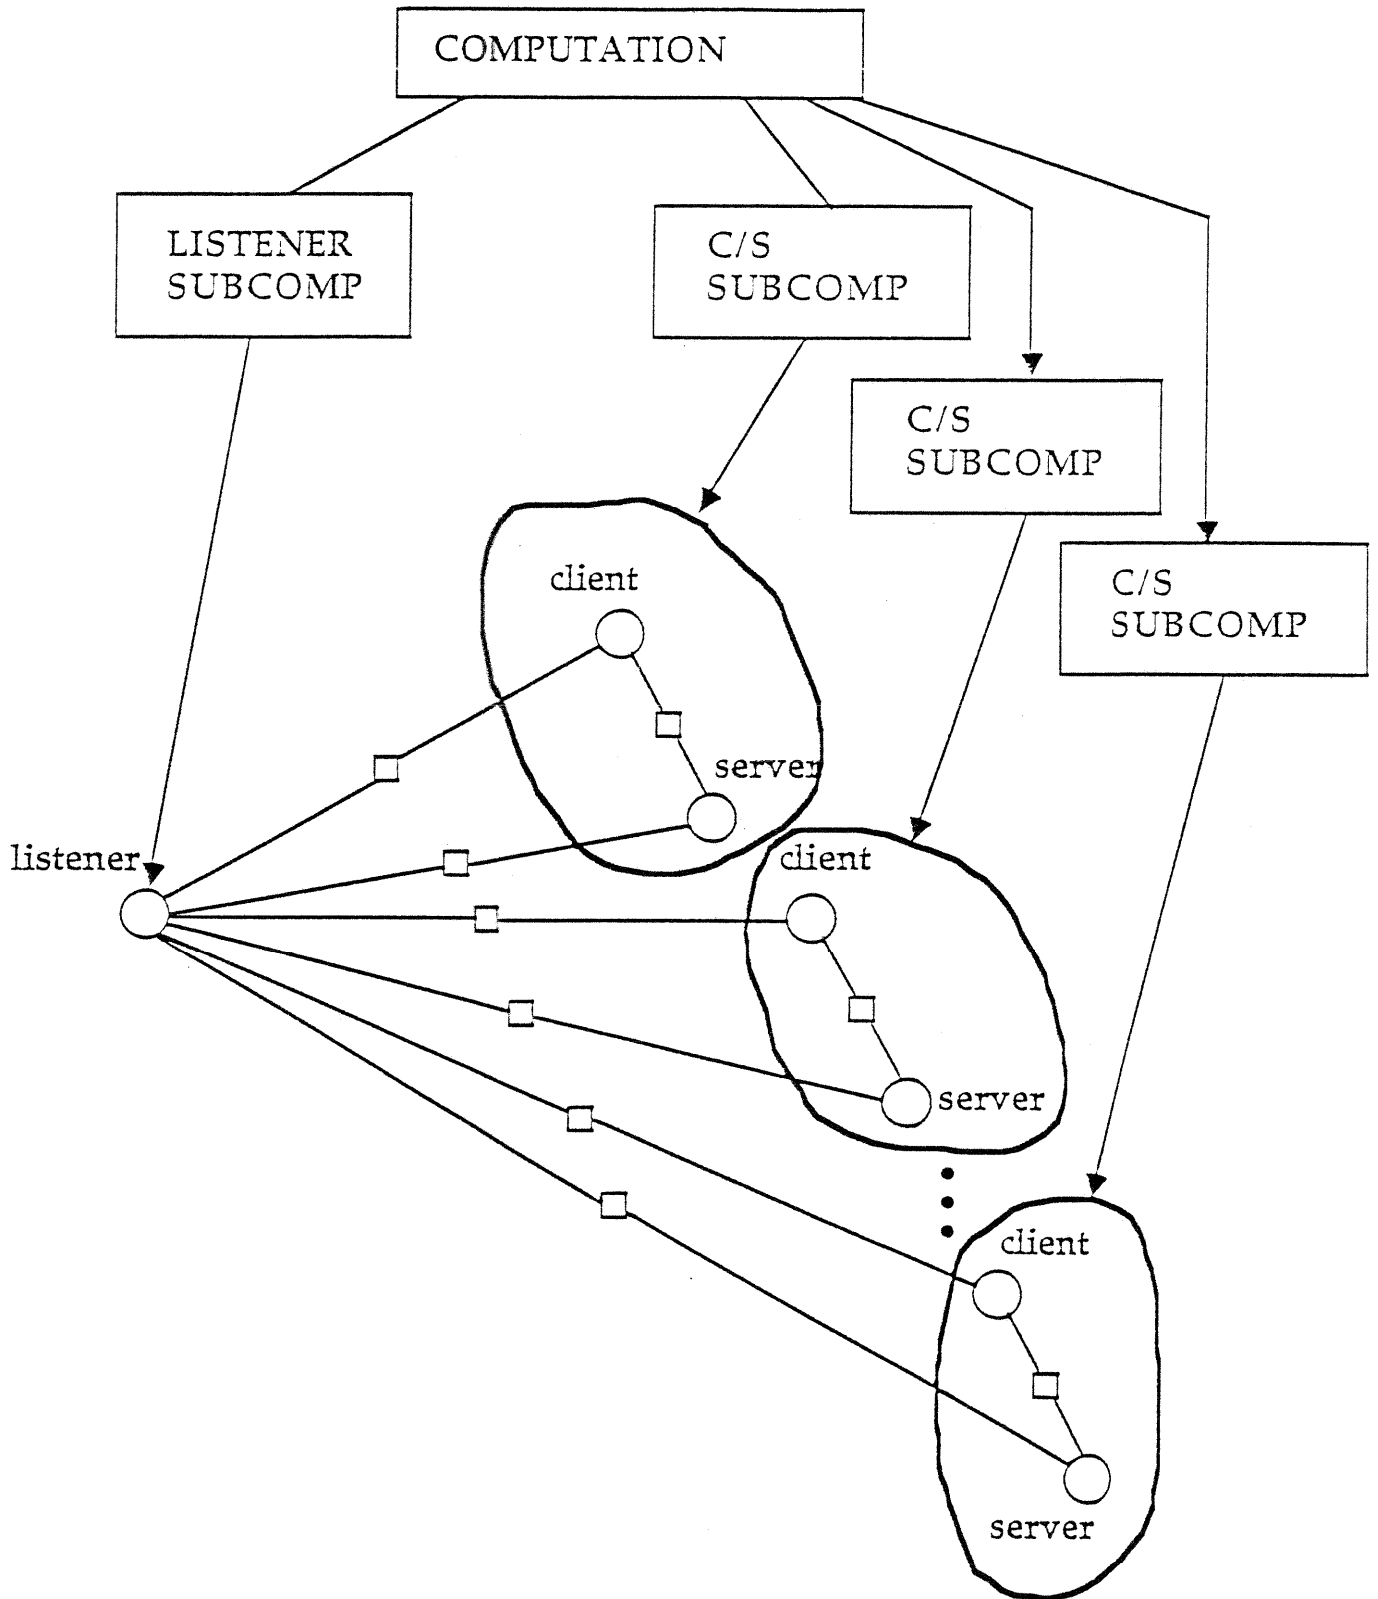 COMPUTATION
LISTENER
SUBCOMP
C/S
SUBCOMP
C/S
SUBCOMP
C/S
SUBCOMP
client
server
listener
client
server
client
server